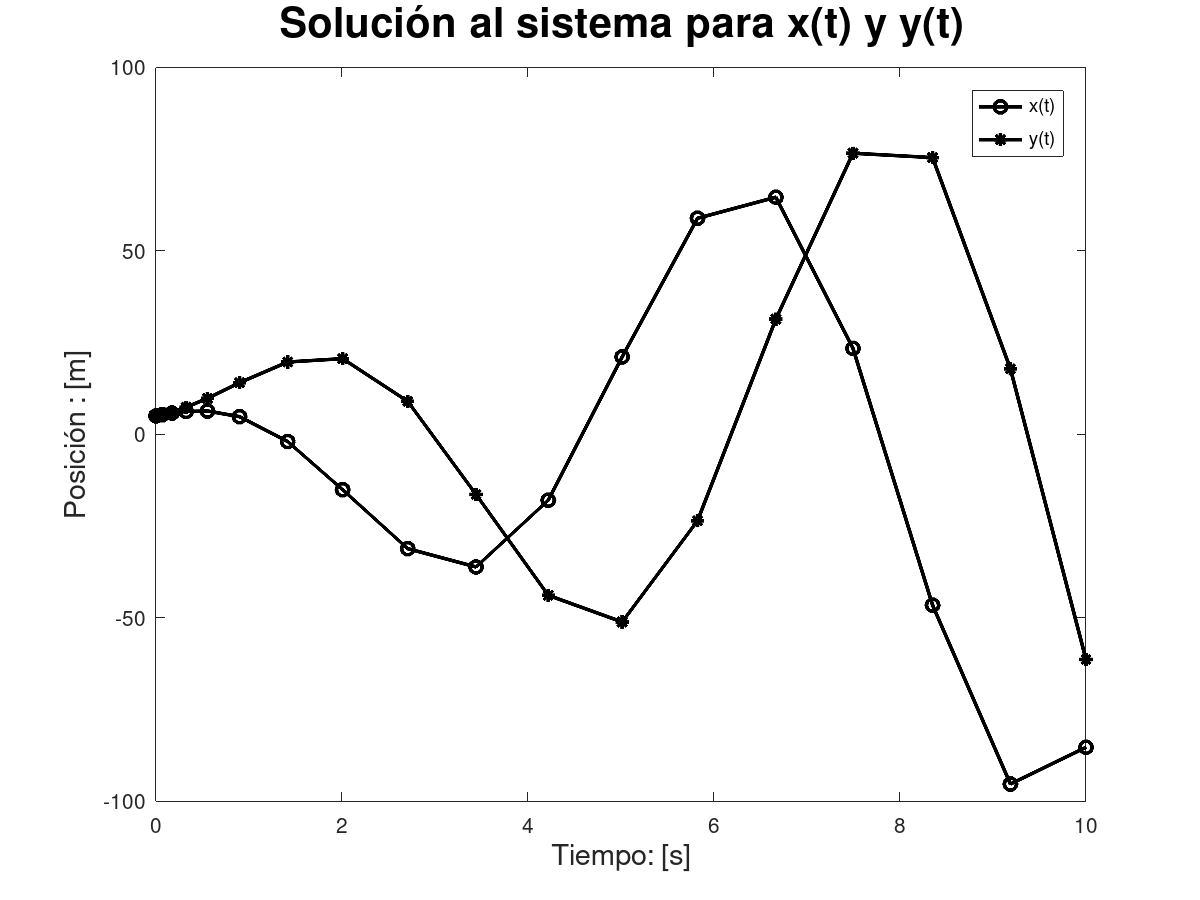 Solución al sistema para x(t) y y(t)
100
50
0
-50
-100
Posición : [m]
x(t)
y(t)
0 2 4 6 8 10
Tiempo: [s]